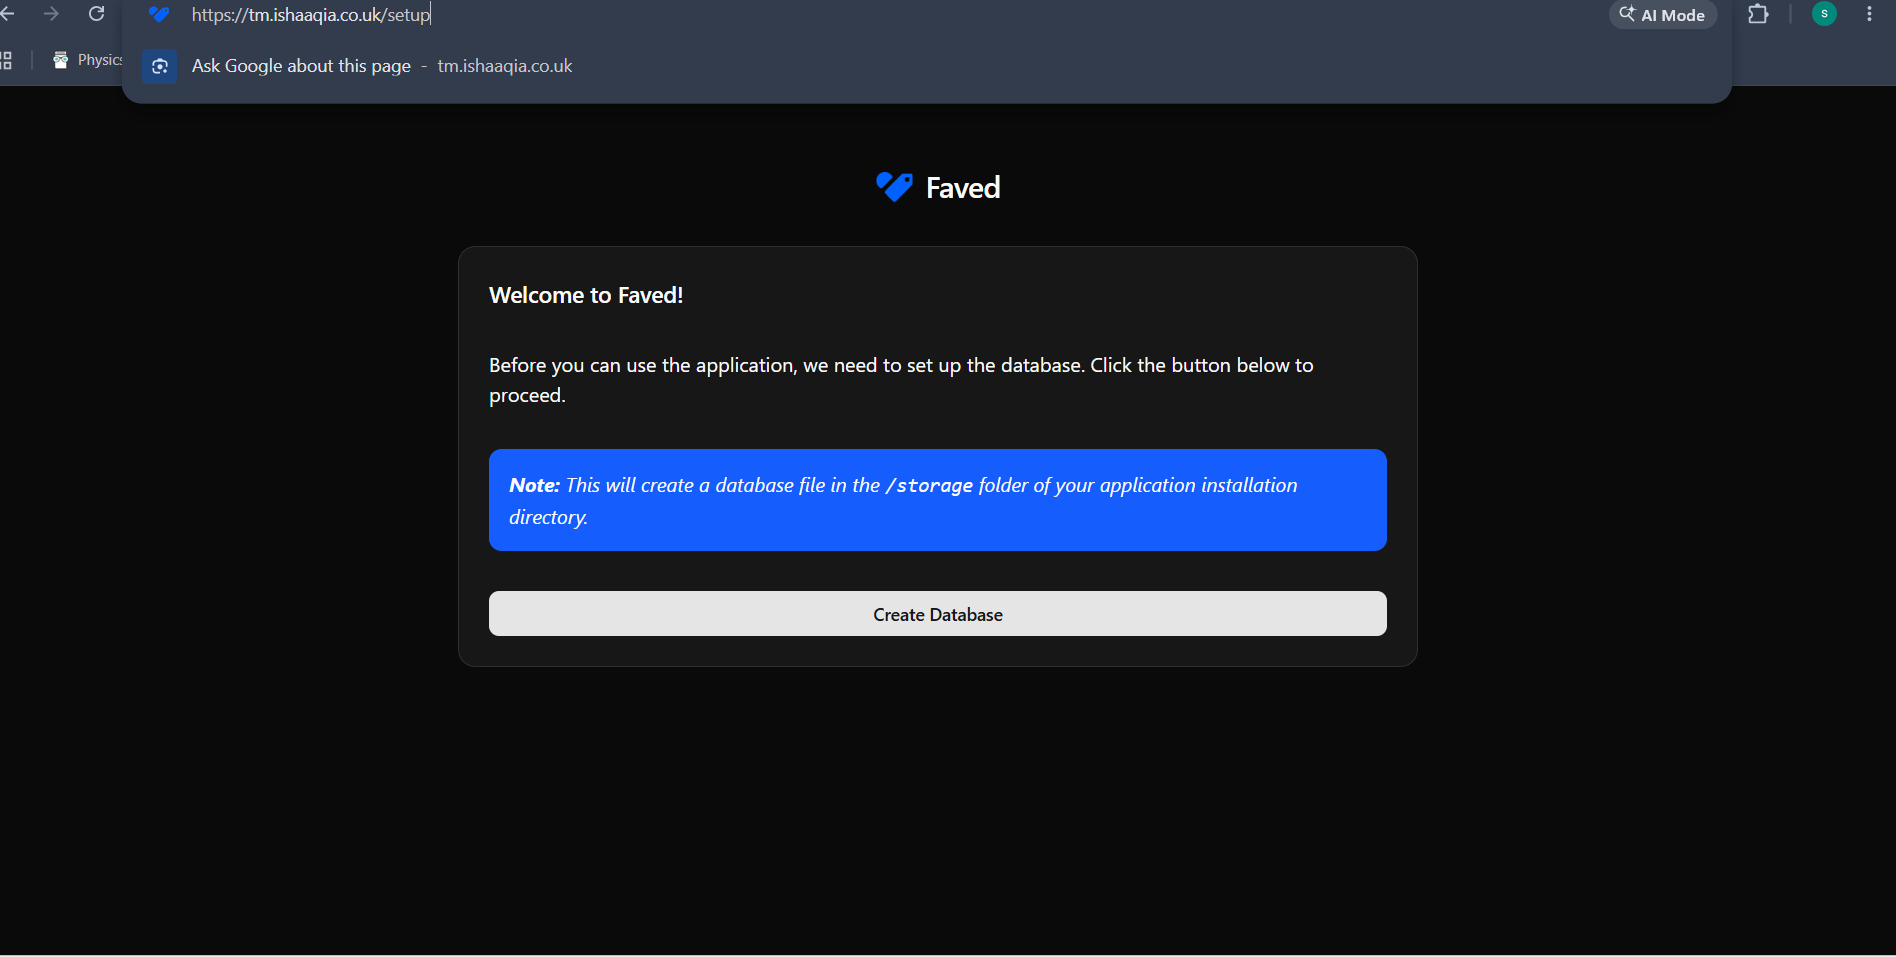 https://tm.ishaaqia.co.uk/setup
AI Mode
S
Physics
Ask Google about this page - tm.ishaaqia.co.uk
Faved
Welcome to Faved!
Before you can use the application, we need to set up the database. Click the button below to
proceed.
Note: This will create a database file in the /storage folder of your application installation
directory.
Create Database